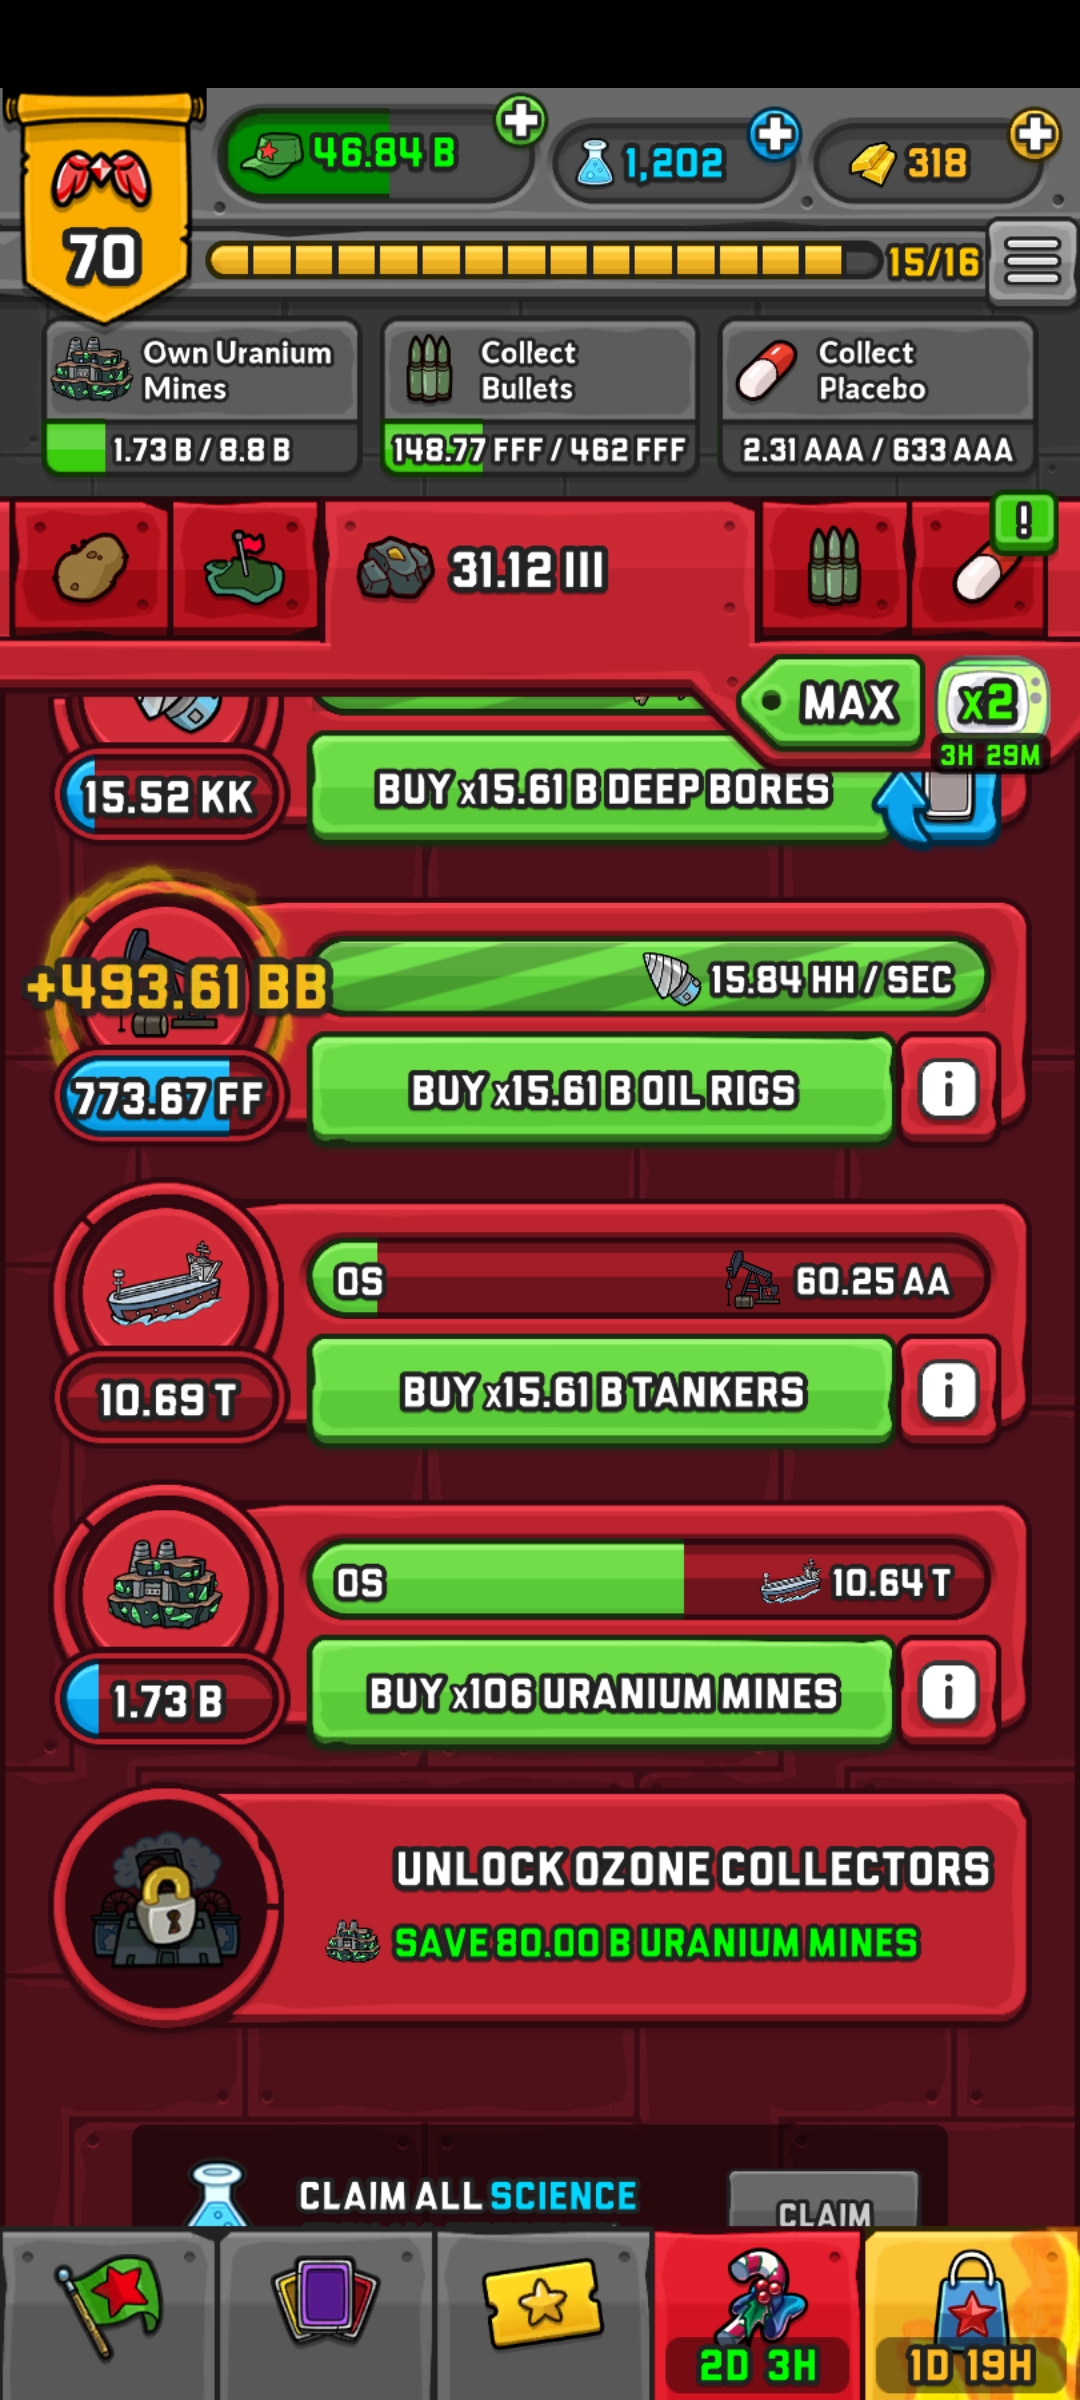 46.84 B
1,202
318
70
15/16
Own Uranium
Mines
Collect
Bullets
Collect
Placebo
1.73 B / 8.8 B
148.77 FFF / 462 FFF
2.31 AAA / 633 AAA
31.12 III
!
MAX
x2
3H 29M
15.52 KK
BUY x15.61 B DEEP BORES
+493.61 BB
15.84 HH / SEC
773.67 FF
BUY x15.61 B OIL RIGS
i
0S
60.25 AA
10.69 T
BUY x15.61 B TANKERS
i
0S
10.64 T
1.73 B
BUY x106 URANIUM MINES
i
UNLOCK OZONE COLLECTORS
SAVE 80.00 B URANIUM MINES
CLAIM ALL SCIENCE
CLAIM
2D 3H
1D 19H